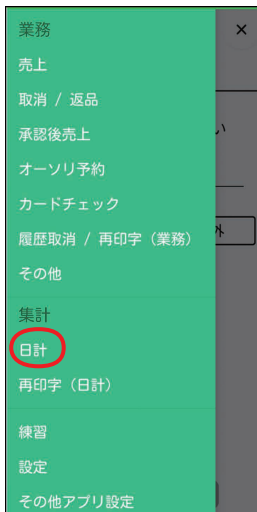 業務
×
売上
取消 / 返品
承認後売上
い
オーソリ予約
カードチェック
履歴取消 / 再印字（業務）
外
その他
集計
日計
再印字（日計）
練習
設定
その他アプリ設定